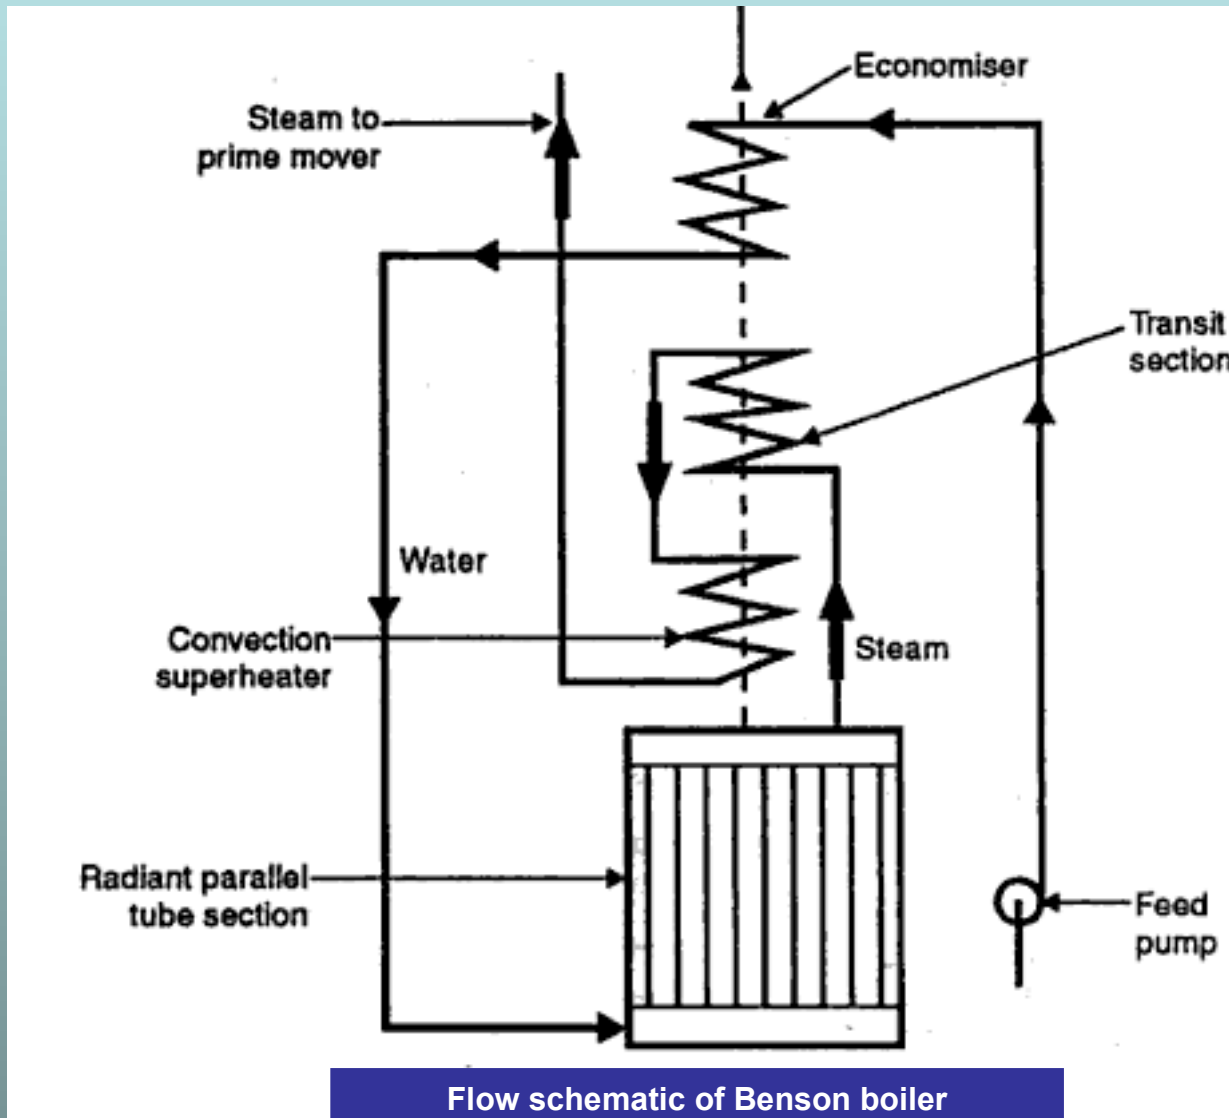 Economiser
Steam to
prime mover
Transit
section
Water
Convection
superheater
Steam
Radiant parallel
tube section
Feed
pump
Flow schematic of Benson boiler